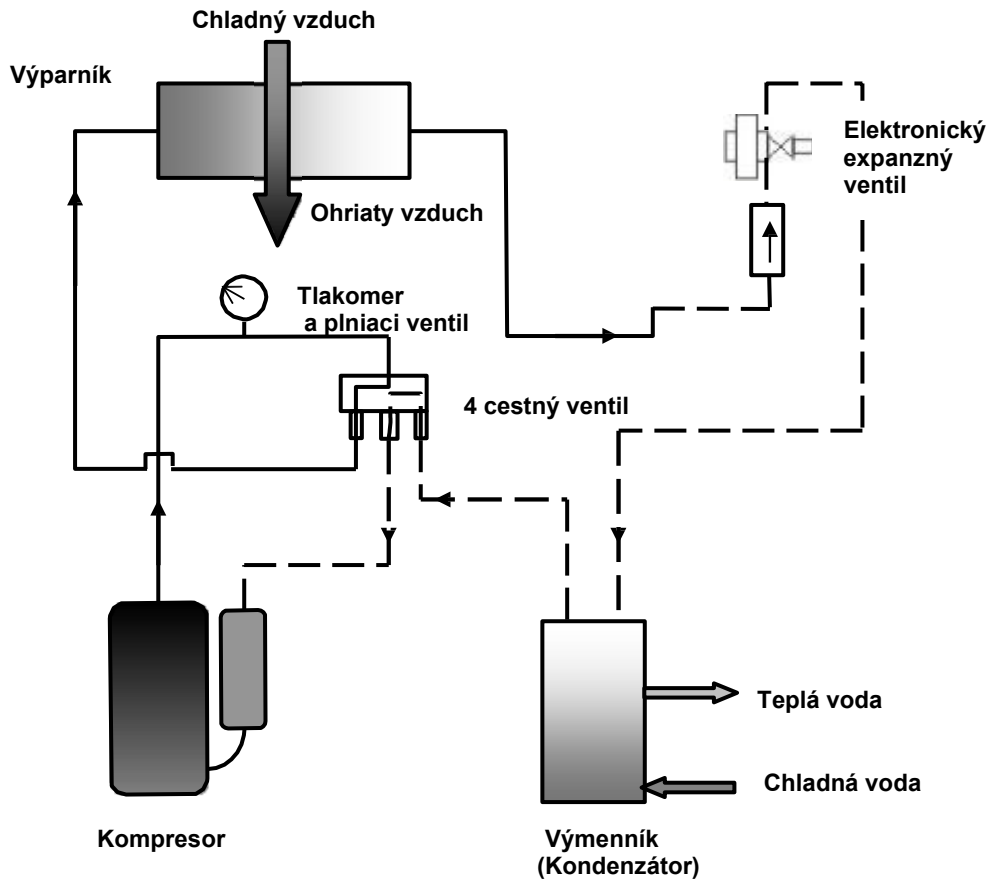 Chladný vzduch
Výparník
Elektronický
expanzný
ventil
Ohriaty vzduch
Tlakomer
a plniaci ventil
4 cestný ventil
Teplá voda
Chladná voda
Kompresor
Výmenník
(Kondenzátor)